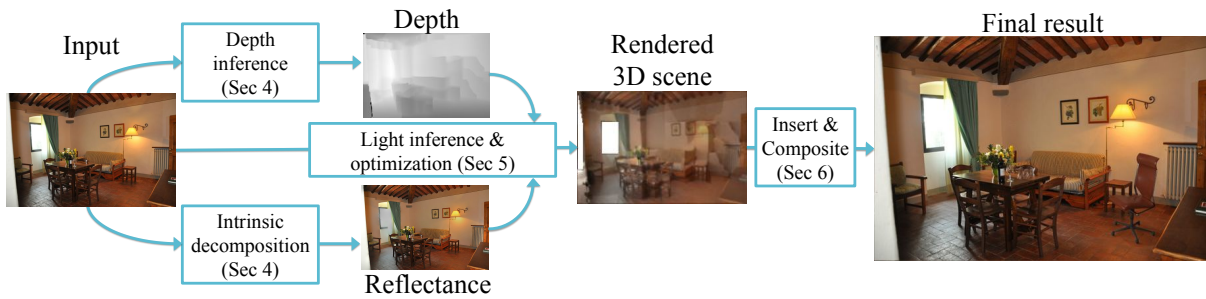 Input
Depth
inference
(Sec 4)
Depth
Light inference &
optimization (Sec 5)
Intrinsic
decomposition
(Sec 4)
Reflectance
Rendered
3D scene
Insert &
Composite
(Sec 6)
Final result